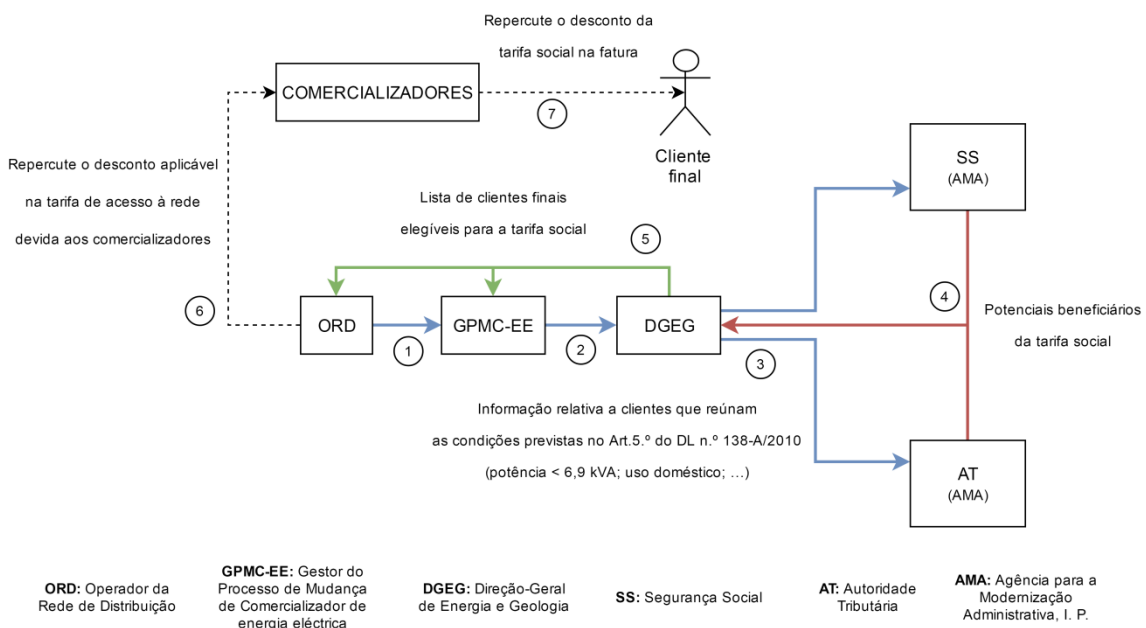 Repercute o desconto da
tarifa social na fatura
COMERCIALIZADORES
7
Cliente
final
SS
(AMA)
Repercute o desconto aplicável
na tarifa de acesso à rede
devida aos comercializadores
Lista de clientes finais
elegíveis para a tarifa social
5
6
ORD
1
GPMC-EE
2
DGEG
3
4
Potenciais beneficiários
da tarifa social
Informação relativa a clientes que reúnam
as condições previstas no Art.5.º do DL n.º 138-A/2010
(potência < 6,9 kVA; uso doméstico; …)
AT
(AMA)
ORD: Operador da
Rede de Distribuição
GPMC-EE: Gestor do
Processo de Mudança
de Comercializador de
energia eléctrica
DGEG: Direção-Geral
de Energia e Geologia
SS: Segurança Social
AT: Autoridade
Tributária
AMA: Agência para a
Modernização
Administrativa, I. P.